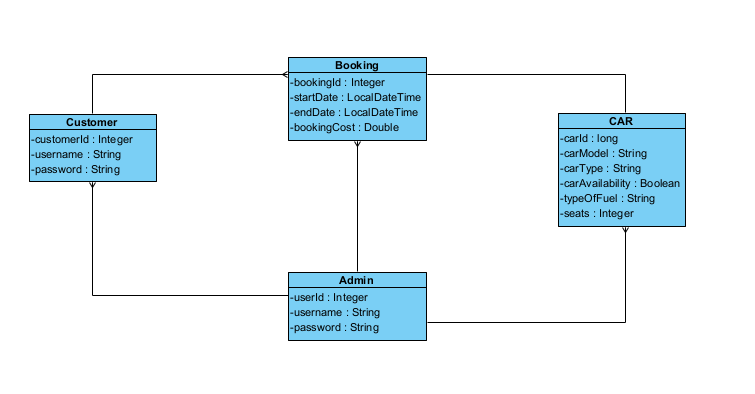 Booking
-bookingId : Integer
-startDate : LocalDateTime
-endDate : LocalDateTime
-bookingCost : Double
Customer
-customerId : Integer
-username : String
-password : String
CAR
-carId : long
-carModel : String
-carType : String
-carAvailability : Boolean
-typeOfFuel : String
-seats : Integer
Admin
-userId : Integer
-username : String
-password : String